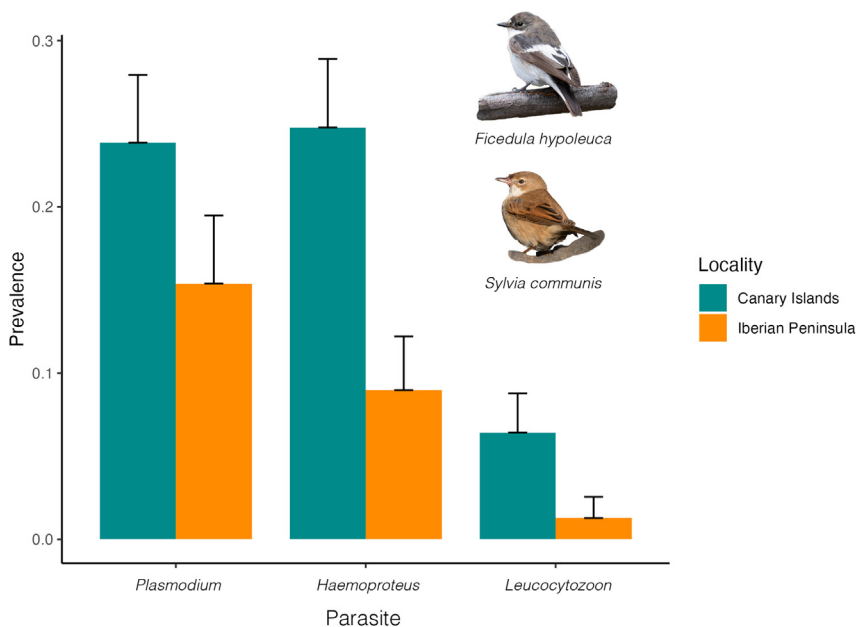 0.3
0.2
0.1
0.0
Prevalence
Ficedula hypoleuca
Sylvia communis
Locality
Canary Islands
Iberian Peninsula
Plasmodium
Haemoproteus
Leucocytozoon
Parasite